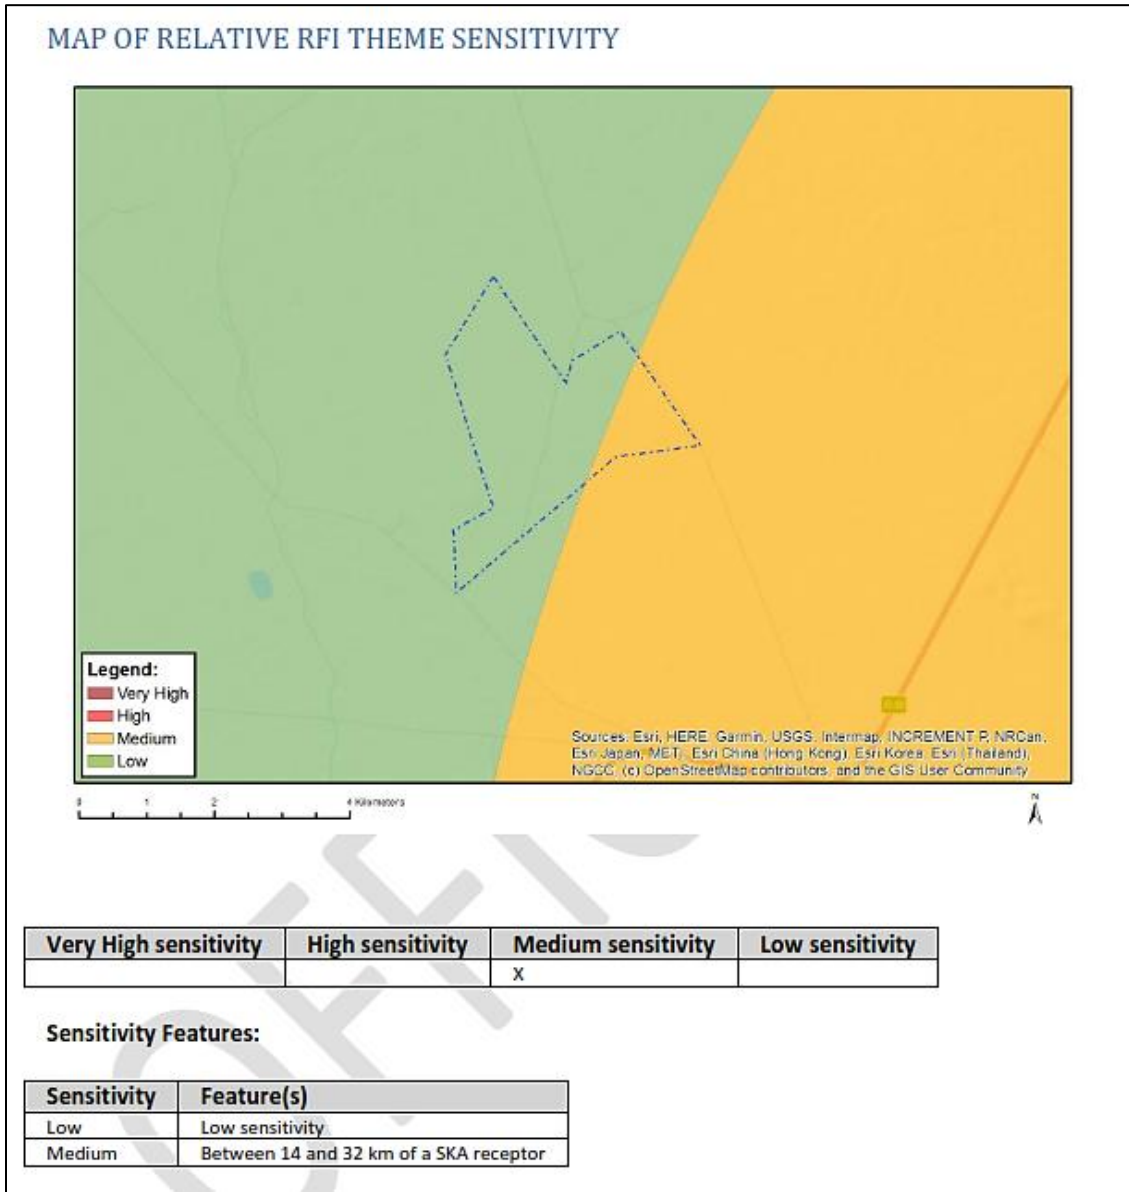 MAP OF RELATIVE RFI THEME SENSITIVITY
Legend:
Very High
High
Medium
Low
Sources: Esri, HERE, Garmin, USGS, Intermap, INCREMENT P, NRCan,
Esri Japan, METI, Esri China (Hong Kong), Esri Korea, Esri (Thailand),
NGCC, (c) OpenStreetMap contributors, and the GIS User Community
0 1 2 4 Kilometers
N
Very High sensitivity High sensitivity Medium sensitivity Low sensitivity
X
Sensitivity Features:
Sensitivity Feature(s)
Low Low sensitivity
Medium Between 14 and 32 km of a SKA receptor